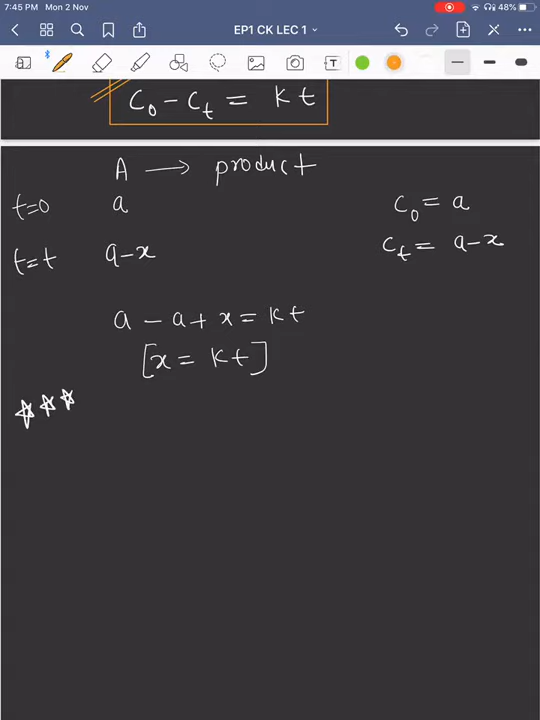 7:45 PM Mon 2 Nov 48%
EP1 CK LEC 1
C₀ − Cₜ = Kt
A ⟶ product
t=0 a C₀ = a
t=t a−x Cₜ = a−x
a − a + x = Kt
[x = Kt]
☆☆☆